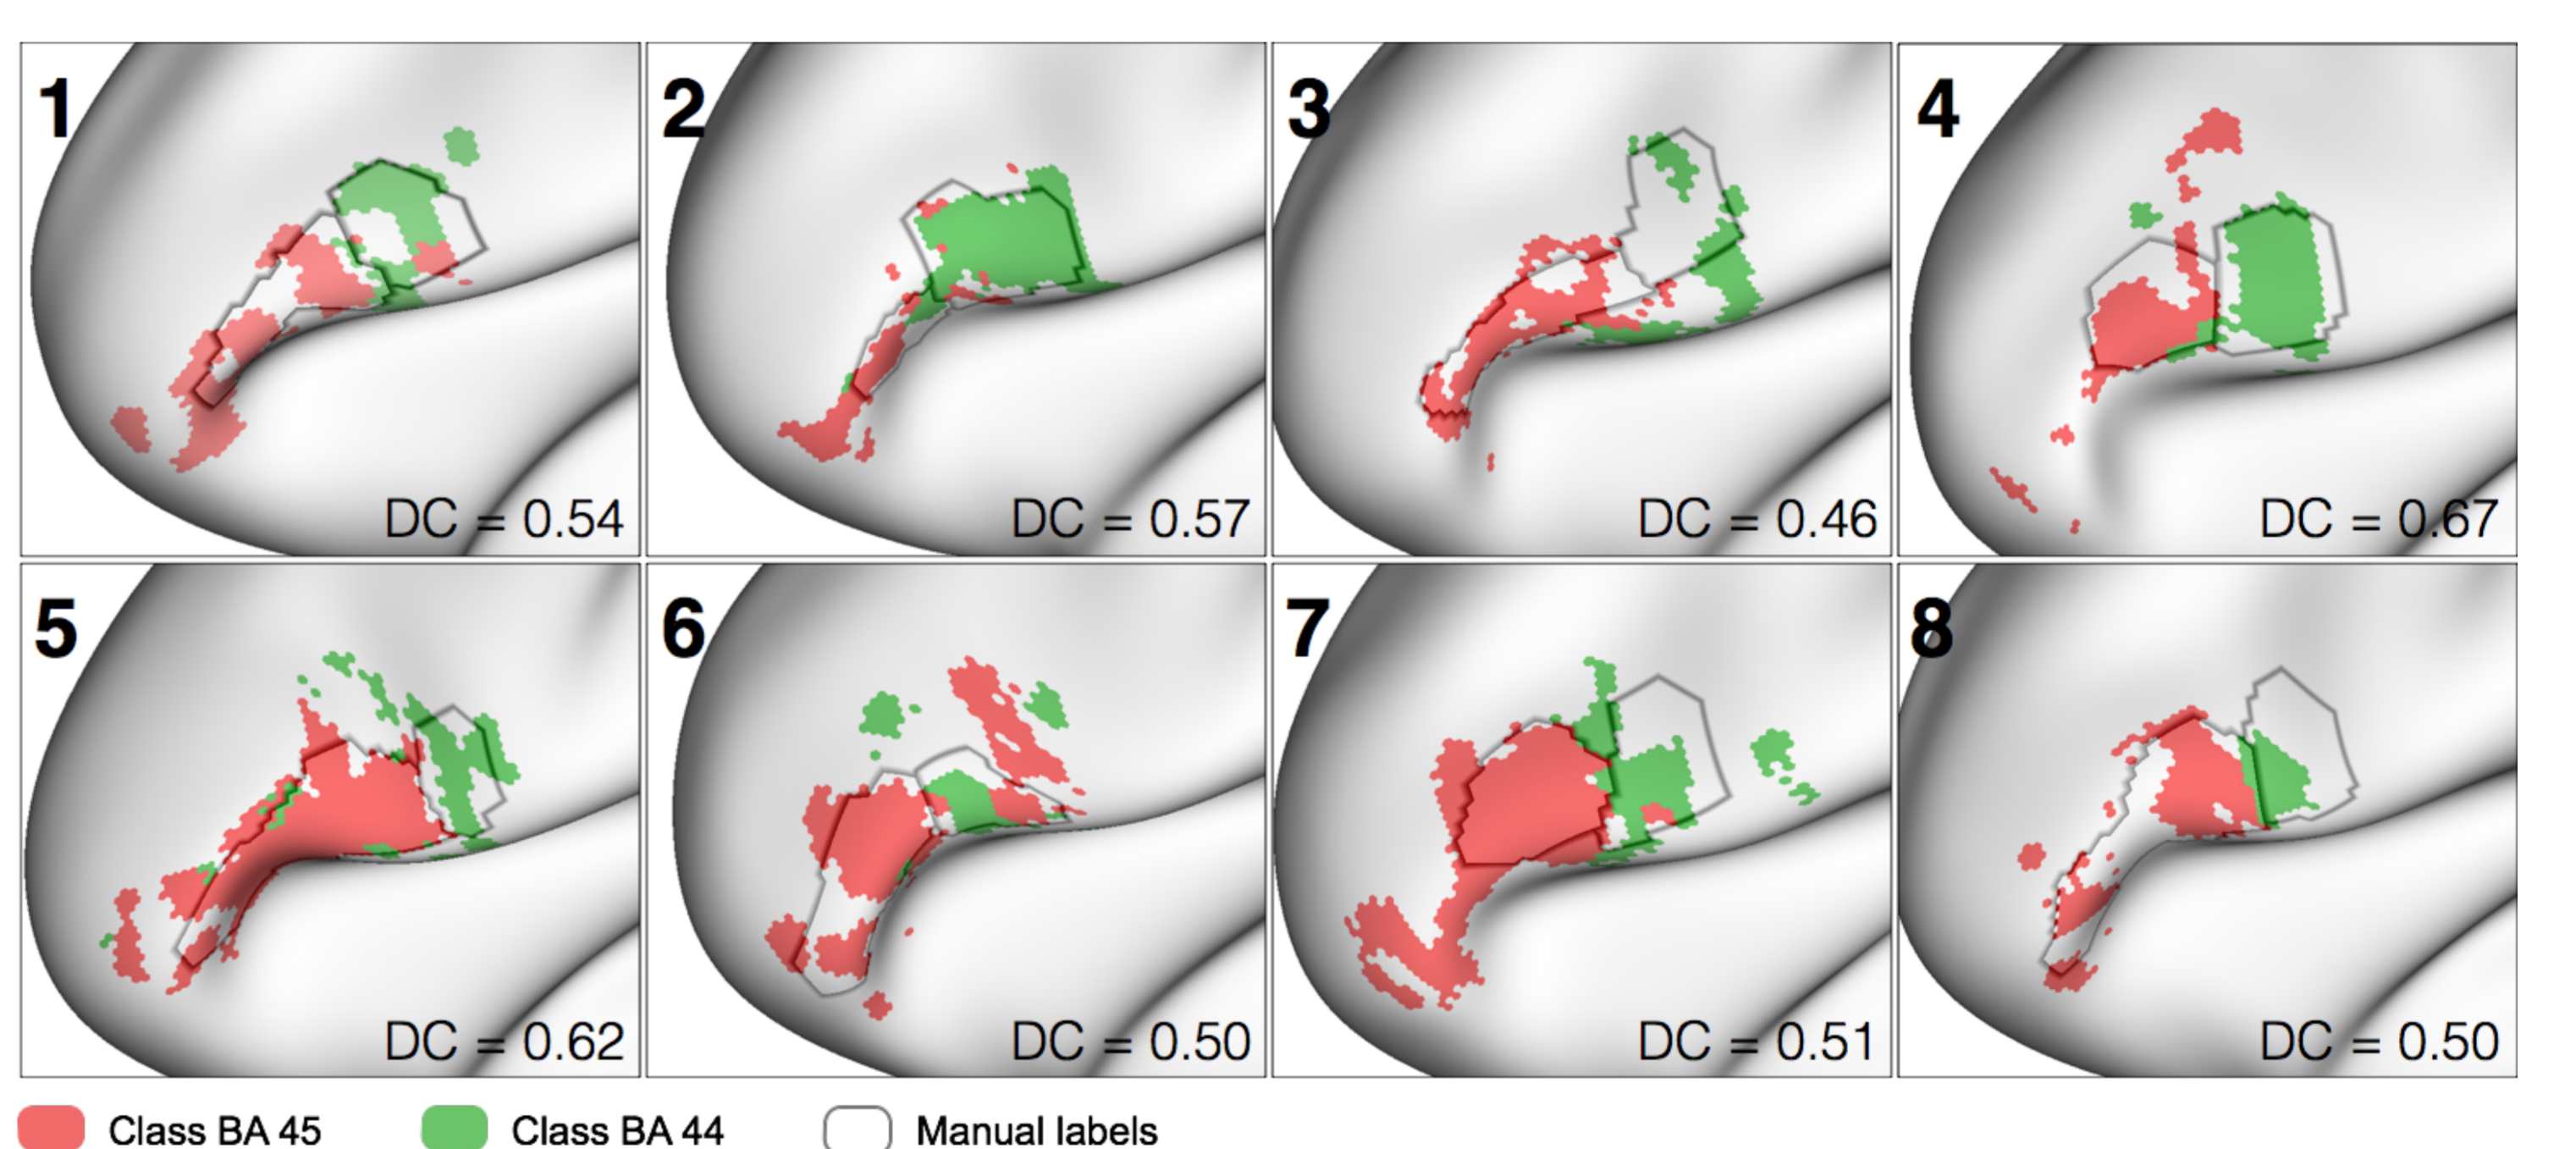 1 2 3 4
DC = 0.54 DC = 0.57 DC = 0.46 DC = 0.67
5 6 7 8
DC = 0.62 DC = 0.50 DC = 0.51 DC = 0.50
Class BA 45 Class BA 44 Manual labels